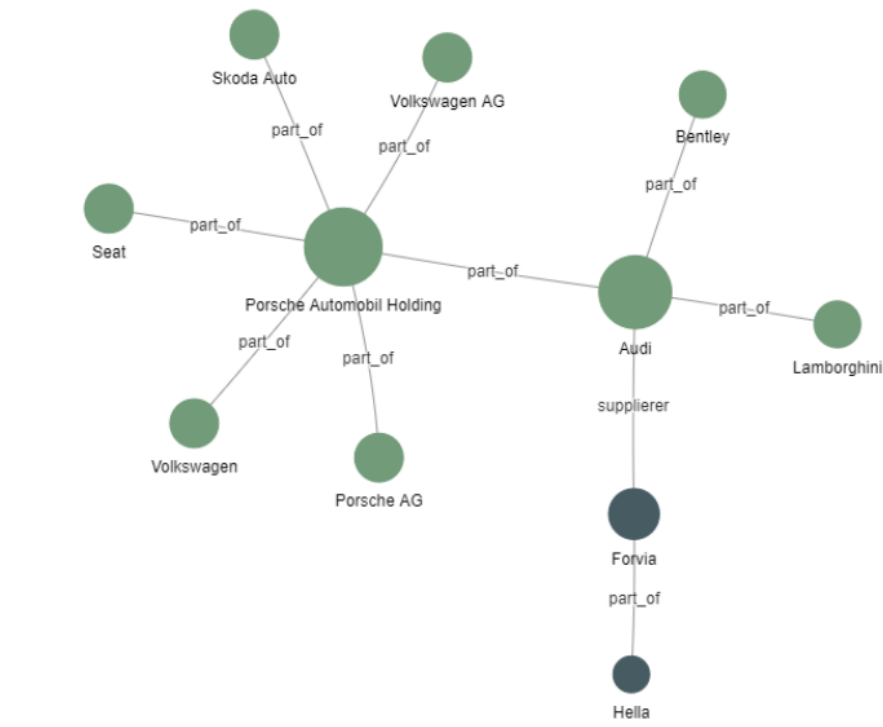 Skoda Auto
Volkswagen AG
part_of
part_of
Bentley
part_of
Seat
part_of
part_of
Porsche Automobil Holding
part_of
Audi
Lamborghini
part_of
part_of
supplierer
Volkswagen
Porsche AG
Forvia
part_of
Hella